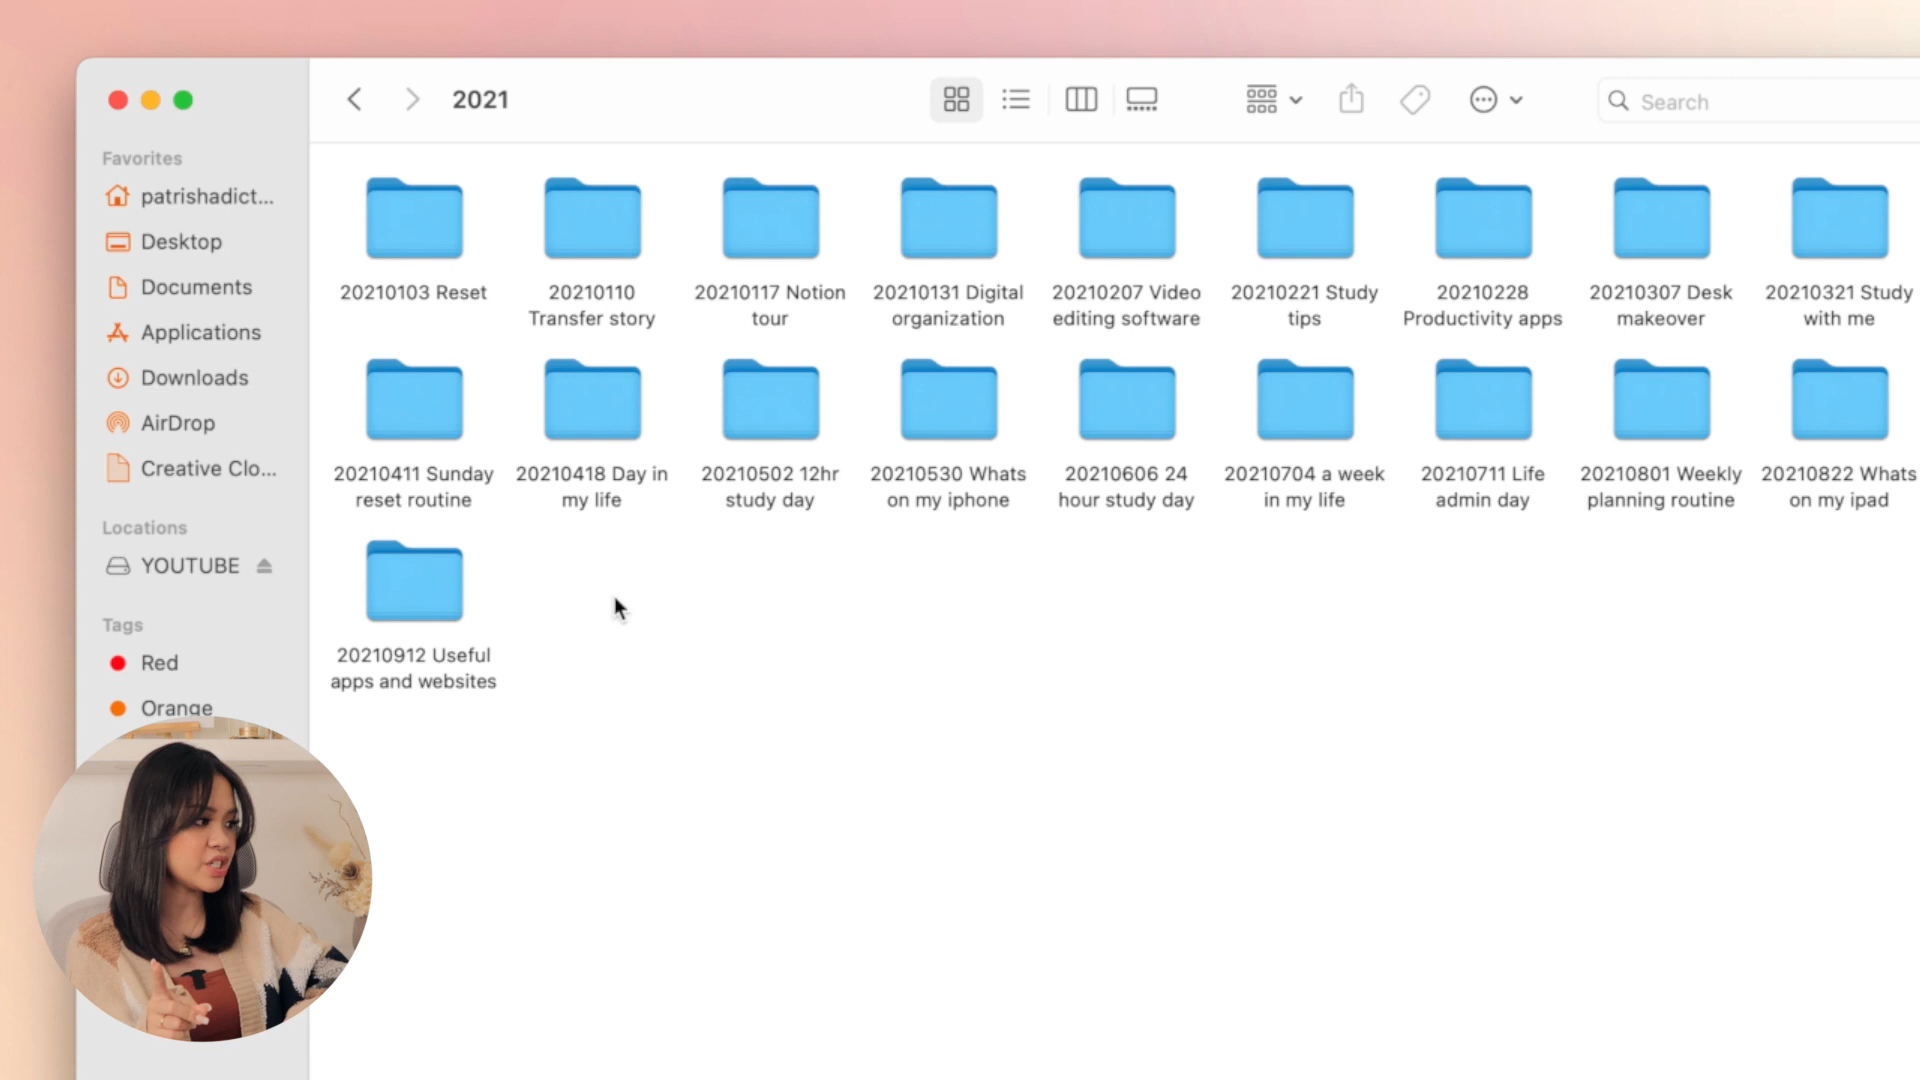 2021
Search
Favorites
patrishadict...
Desktop
Documents
Applications
Downloads
AirDrop
Creative Clo...
Locations
YOUTUBE
Tags
Red
Orange
20210103 Reset
20210110
Transfer story
20210117 Notion
tour
20210131 Digital
organization
20210207 Video
editing software
20210221 Study
tips
20210228
Productivity apps
20210307 Desk
makeover
20210321 Study
with me
20210411 Sunday
reset routine
20210418 Day in
my life
20210502 12hr
study day
20210530 Whats
on my iphone
20210606 24
hour study day
20210704 a week
in my life
20210711 Life
admin day
20210801 Weekly
planning routine
20210822 Whats
on my ipad
20210912 Useful
apps and websites